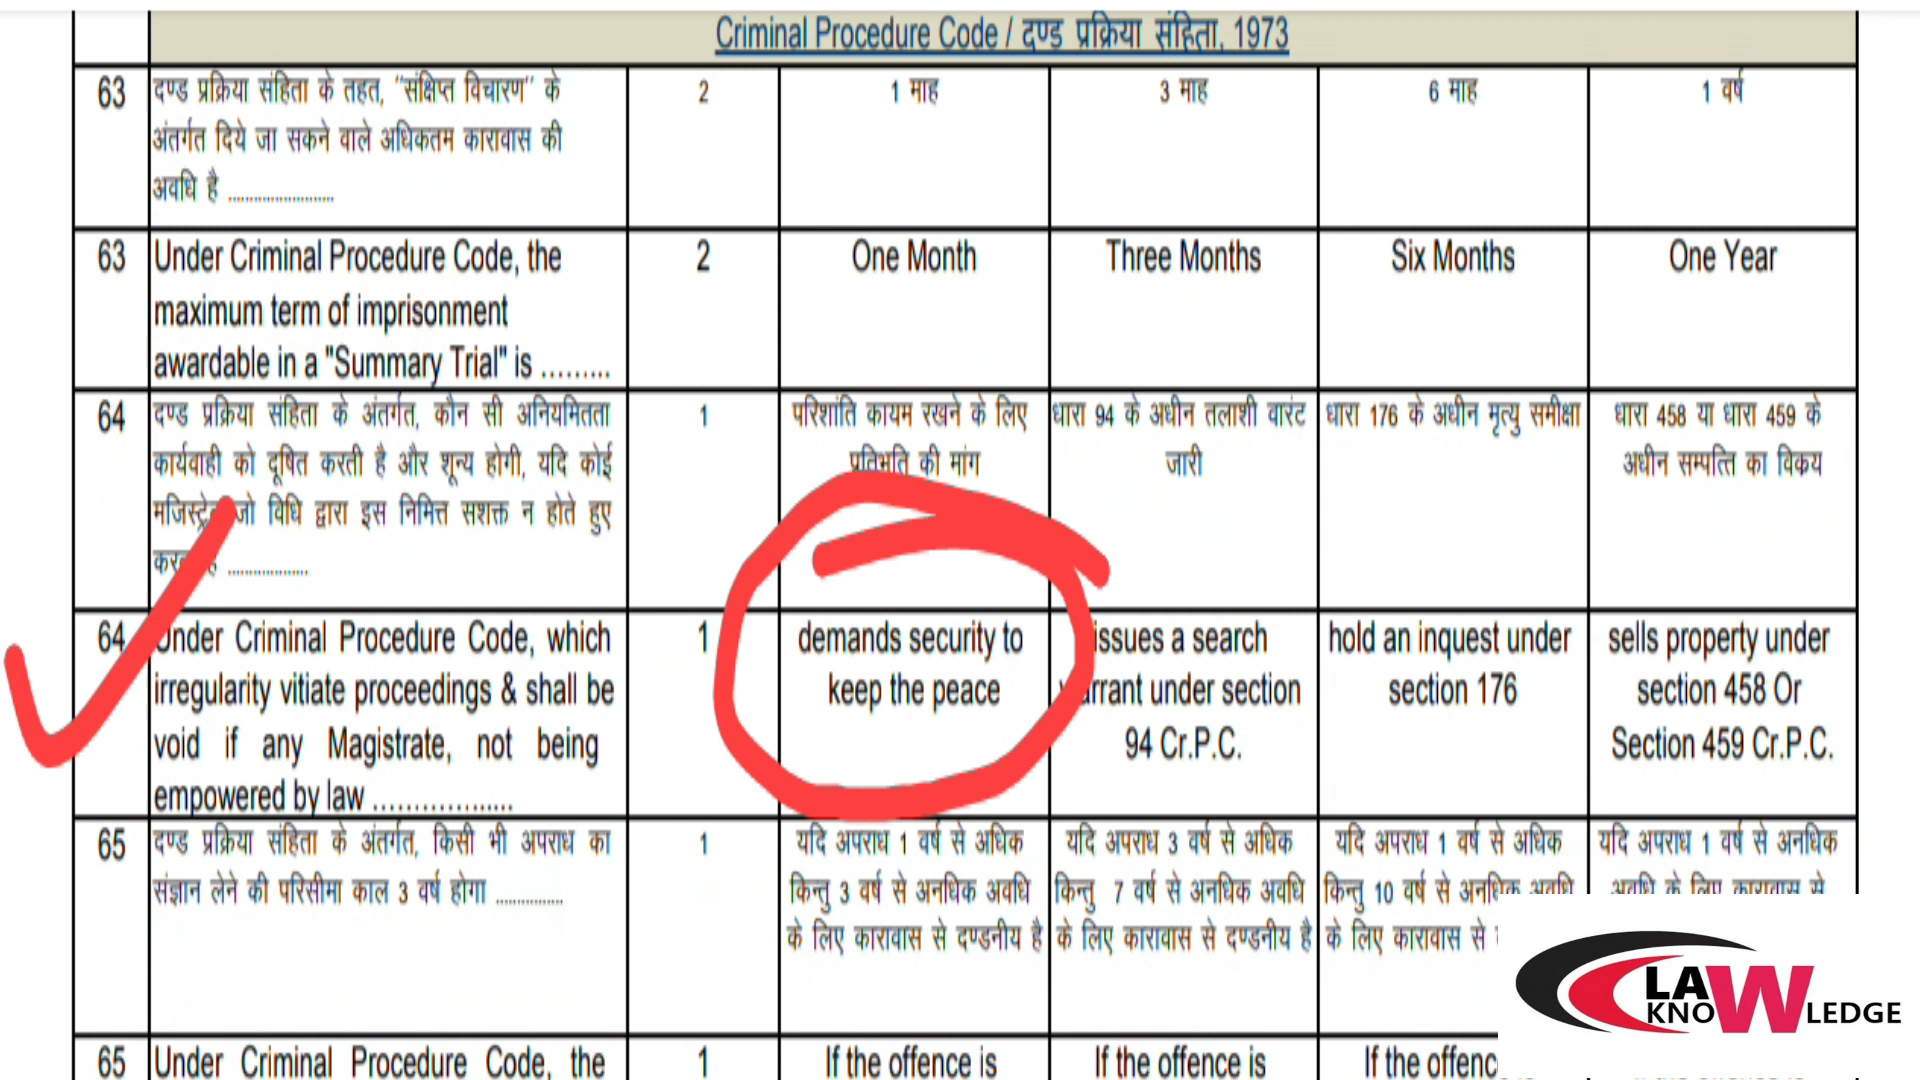 Criminal Procedure Code / दण्ड प्रक्रिया संहिता, 1973
63 दण्ड प्रक्रिया संहिता के तहत, "संक्षिप्त विचारण" के 2 1 माह 3 माह 6 माह 1 वर्ष
अंतर्गत दिये जा सकने वाले अधिकतम कारावास की
अवधि है ........................
63 Under Criminal Procedure Code, the 2 One Month Three Months Six Months One Year
maximum term of imprisonment
awardable in a "Summary Trial" is .........
64 दण्ड प्रक्रिया संहिता के अंतर्गत, कौन सी अनियमितता 1 परिशांति कायम रखने के लिए धारा 94 के अधीन तलाशी वारंट धारा 176 के अधीन मृत्यु समीक्षा धारा 458 या धारा 459 के
कार्यवाही को दूषित करती है और शून्य होगी, यदि कोई प्रतिभूति की मांग जारी अधीन सम्पत्ति का विक्रय
जो विधि द्वारा इस निमित्त सशक्त न होते हुए
..................
64 Under Criminal Procedure Code, which 1 demands security to issues a search hold an inquest under sells property under
irregularity vitiate proceedings & shall be keep the peace warrant under section section 176 section 458 Or
void if any Magistrate, not being 94 Cr.P.C. Section 459 Cr.P.C.
empowered by law ..................
65 दण्ड प्रक्रिया संहिता के अंतर्गत, किसी भी अपराध का 1 यदि अपराध 1 वर्ष से अधिक यदि अपराध 3 वर्ष से अधिक यदि अपराध 1 वर्ष से अधिक यदि अपराध 1 वर्ष से अनधिक
संज्ञान लेने की परिसीमा काल 3 वर्ष होगा ............... किन्तु 3 वर्ष से अनधिक अवधि किन्तु 7 वर्ष से अनधिक अवधि किन्तु 10 वर्ष से अनधिक अवधि अवधि के लिए कारावास से
के लिए कारावास से दण्डनीय है के लिए कारावास से दण्डनीय है के लिए कारावास से
65 Under Criminal Procedure Code, the 1 If the offence is If the offence is If the
LAW
KNOWLEDGE